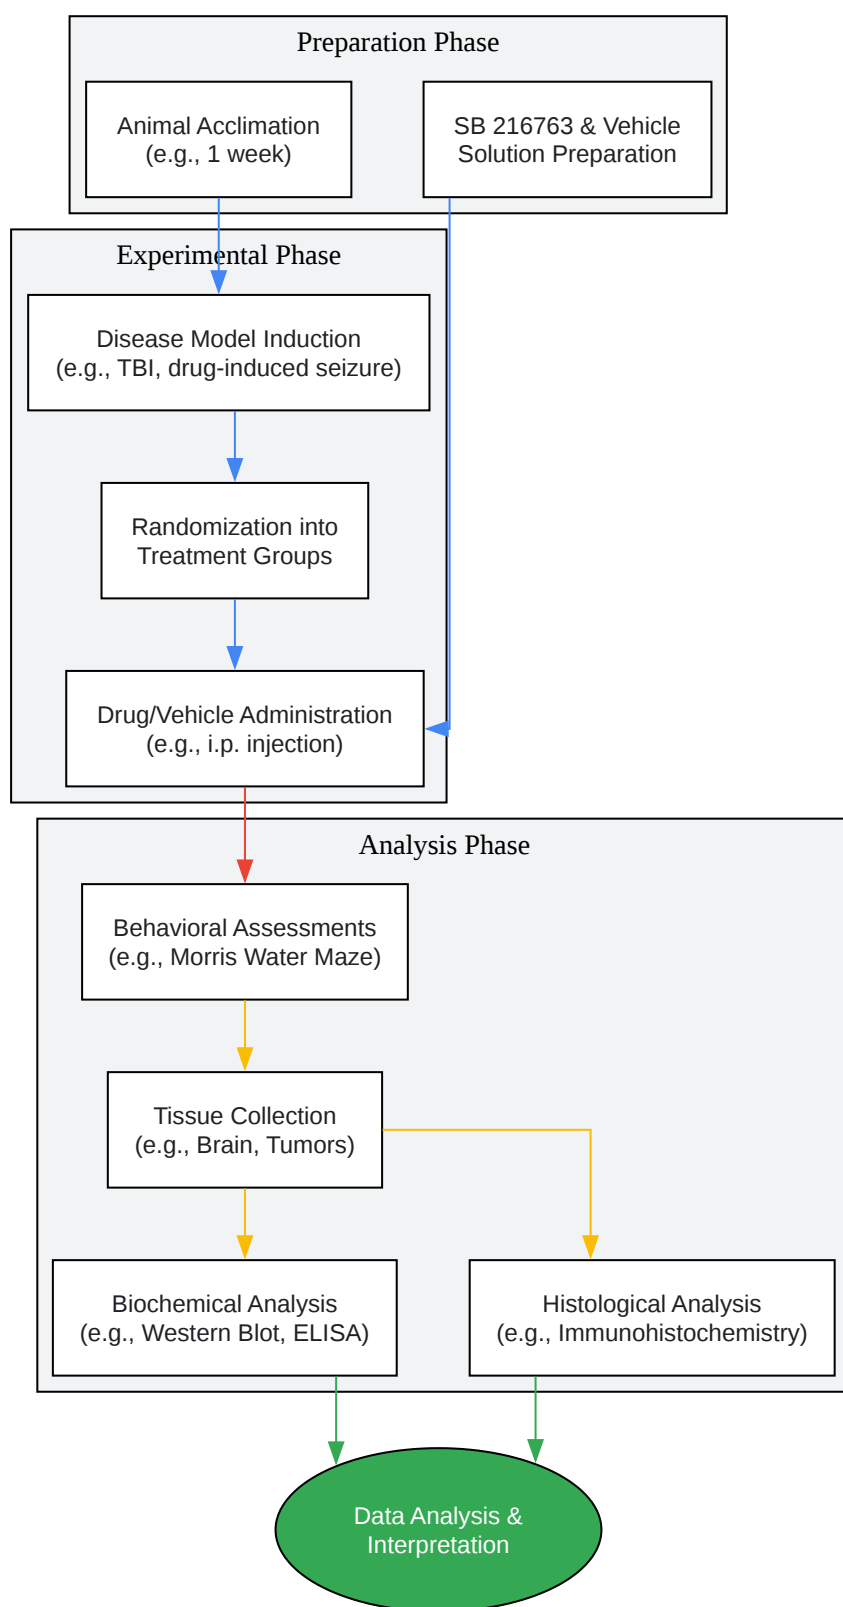 Preparation Phase
Animal Acclimation
(e.g., 1 week)
SB 216763 & Vehicle
Solution Preparation
Experimental Phase
Disease Model Induction
(e.g., TBI, drug-induced seizure)
Randomization into
Treatment Groups
Drug/Vehicle Administration
(e.g., i.p. injection)
Analysis Phase
Behavioral Assessments
(e.g., Morris Water Maze)
Tissue Collection
(e.g., Brain, Tumors)
Biochemical Analysis
(e.g., Western Blot, ELISA)
Histological Analysis
(e.g., Immunohistochemistry)
Data Analysis &
Interpretation